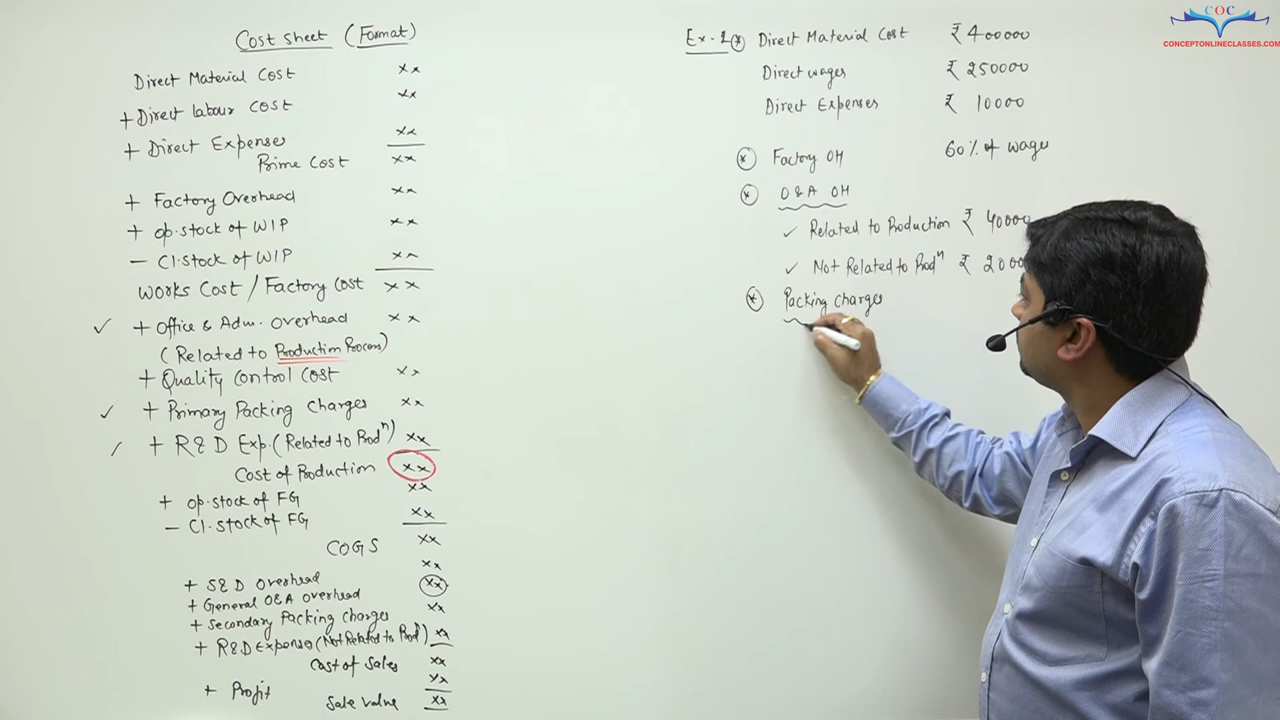 Cost sheet (Format)
Direct Material Cost xx
+ Direct labour cost xx
+ Direct Expenses xx
Prime Cost xx
+ Factory Overhead xx
+ op.stock of WIP xx
- Cl.stock of WIP xx
Works Cost / Factory cost xx
✓ + Office & Adm. overhead xx
(Related to Production Process)
+ Quality control cost xx
✓ + Primary Packing charges xx
+ R&D Exp. (Related to Prodⁿ) xx
Cost of Production xx
+ op.stock of FG xx
- Cl.stock of FG xx
COGS xx
xx
+ S&D overhead xx
+ General O&A overhead
+ Secondary Packing charges xx
+ R&D Expenses (Not Related to Prodⁿ) xx
Cost of Sales xx
+ Profit xx
Sale value xx
Ex-2 * Direct Material Cost ₹ 400000
Direct wages ₹ 250000
Direct Expenses ₹ 10000
* Factory OH 60% of wages
* O&A OH
✓ Related to Production ₹ 40000
✓ Not Related to Prodⁿ ₹ 2000
* Packing charges
COC
CONCEPTONLINECLASSES.COM